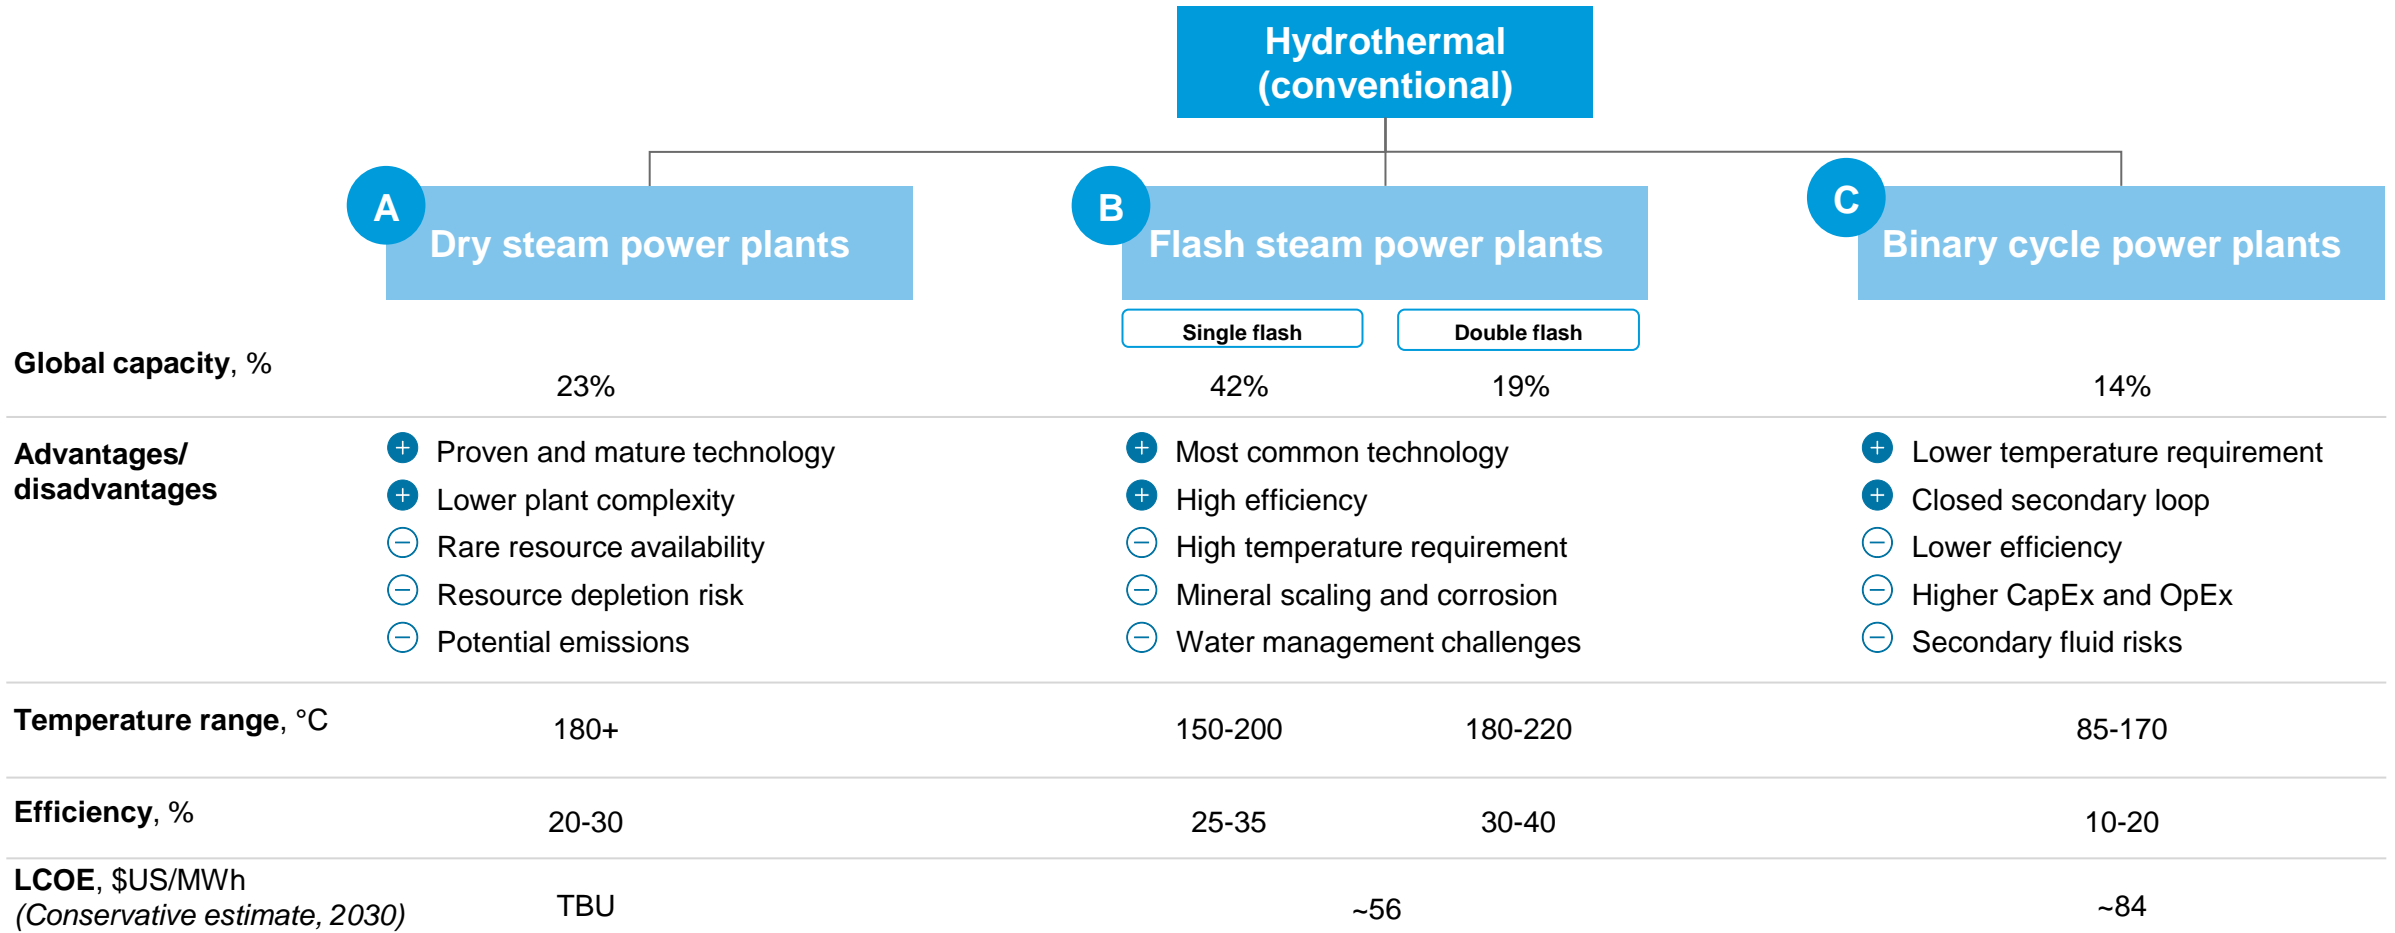 Hydrothermal
(conventional)
A
Dry steam power plants
B
Flash steam power plants
C
Binary cycle power plants
Single flash
Double flash
Global capacity, %
23%
42%
19%
14%
Advantages/
disadvantages
+ Proven and mature technology
+ Lower plant complexity
− Rare resource availability
− Resource depletion risk
− Potential emissions
+ Most common technology
+ High efficiency
− High temperature requirement
− Mineral scaling and corrosion
− Water management challenges
+ Lower temperature requirement
+ Closed secondary loop
− Lower efficiency
− Higher CapEx and OpEx
− Secondary fluid risks
Temperature range, °C
180+
150-200
180-220
85-170
Efficiency, %
20-30
25-35
30-40
10-20
LCOE, $US/MWh
(Conservative estimate, 2030)
TBU
~56
~84